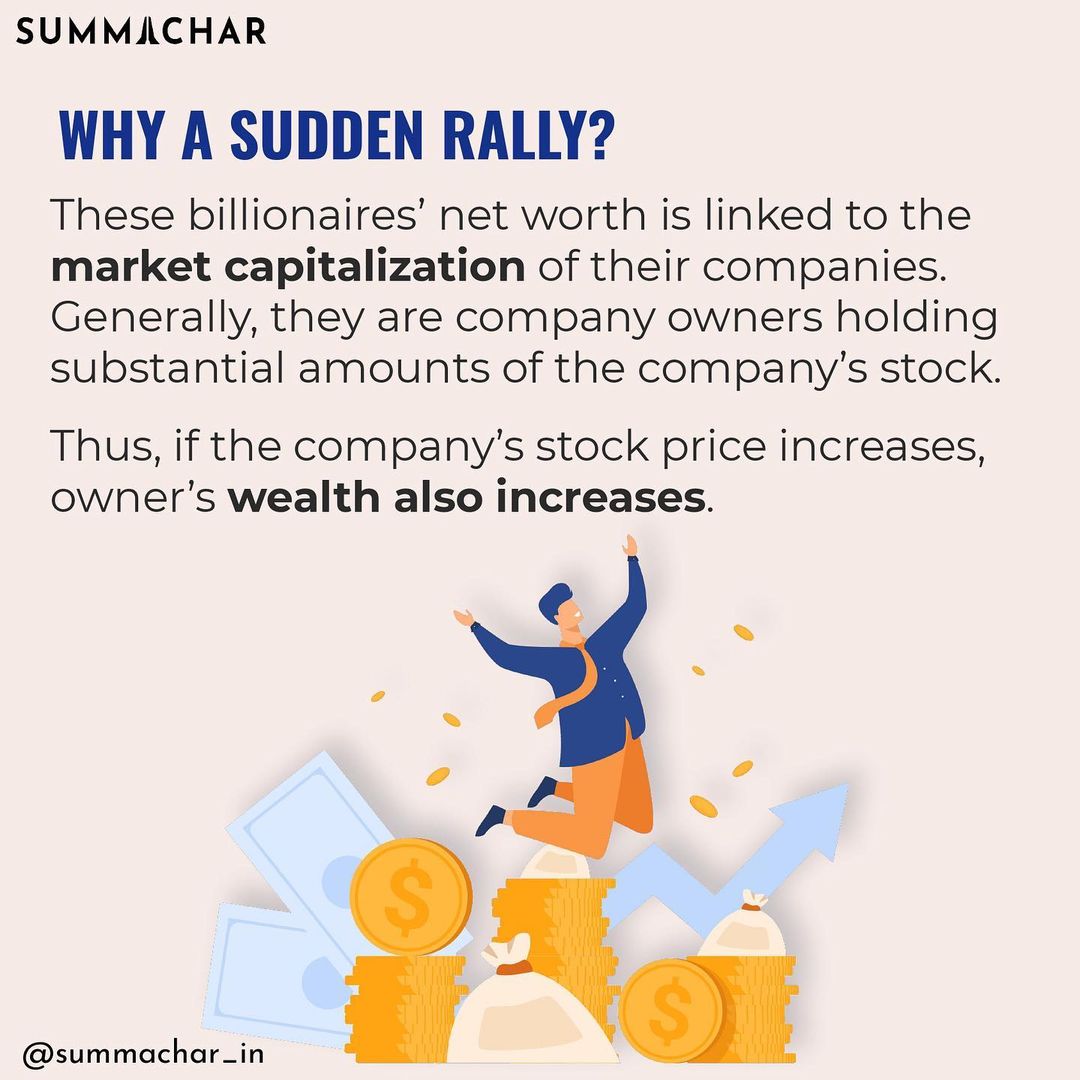 SUMMACHAR
WHY A SUDDEN RALLY?
These billionaires’ net worth is linked to the
market capitalization of their companies.
Generally, they are company owners holding
substantial amounts of the company’s stock.
Thus, if the company’s stock price increases,
owner’s wealth also increases.
$
$
@summachar_in